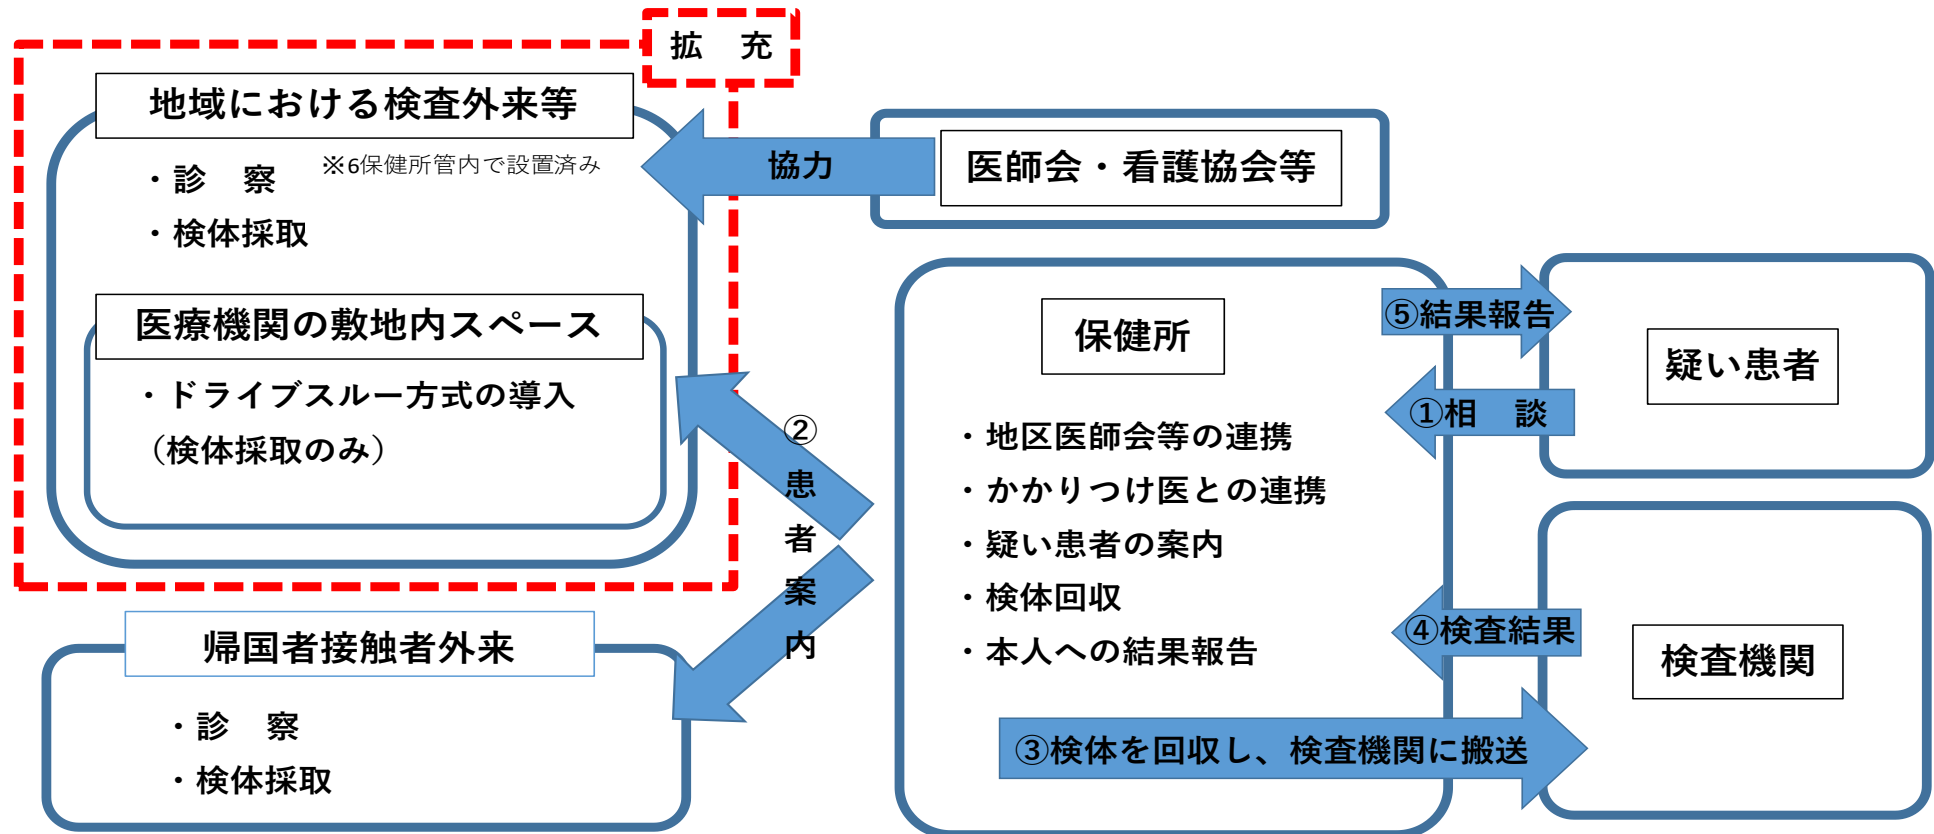 拡　充
地域における検査外来等
・診　察
※6保健所管内で設置済み
・検体採取
医療機関の敷地内スペース
・ドライブスルー方式の導入
（検体採取のみ）
協力
医師会・看護協会等
②患者案内
帰国者接触者外来
・診　察
・検体採取
保健所
・地区医師会等の連携
・かかりつけ医との連携
・疑い患者の案内
・検体回収
・本人への結果報告
⑤結果報告
①相　談
疑い患者
④検査結果
検査機関
③検体を回収し、検査機関に搬送